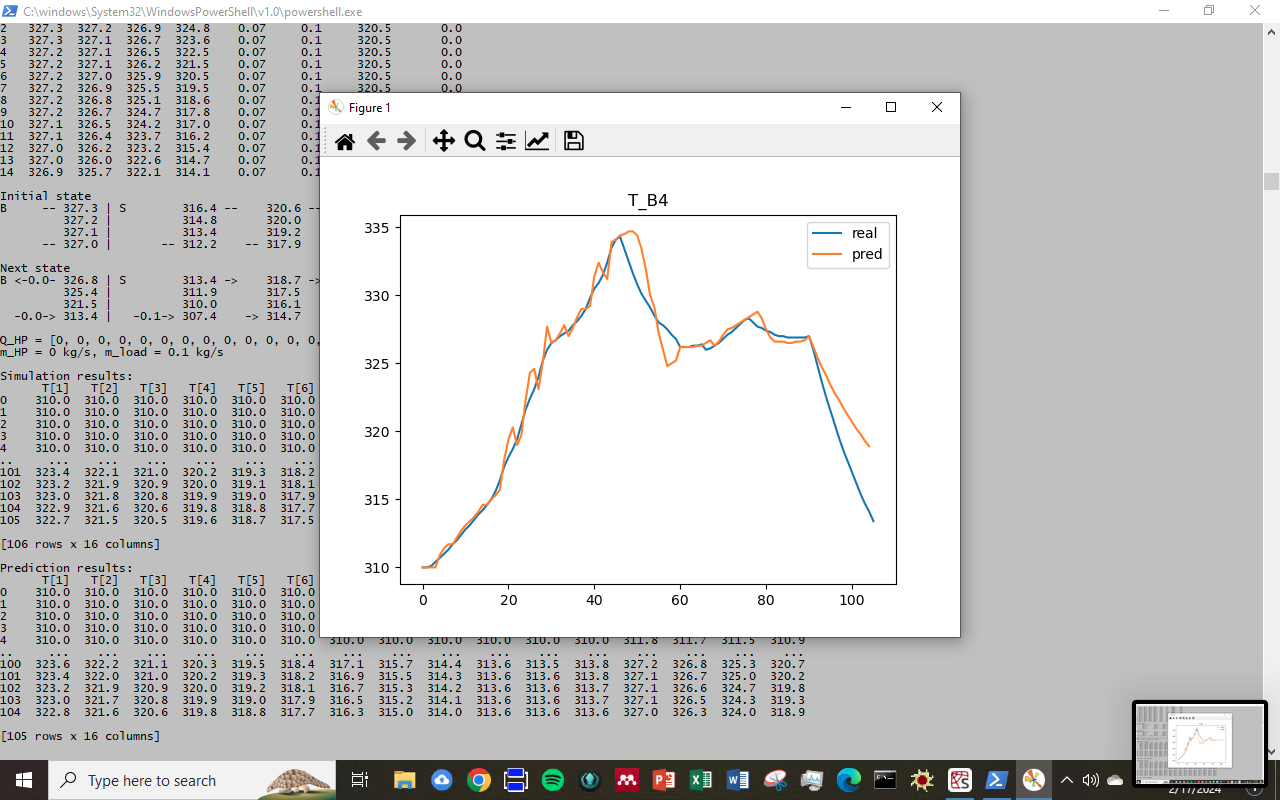 C:\windows\System32\WindowsPowerShell\v1.0\powershell.exe
2 327.3 327.2 326.9 324.8 0.07 0.1 320.5 0.0
3 327.3 327.1 326.7 323.6 0.07 0.1 320.5 0.0
4 327.2 327.1 326.5 322.5 0.07 0.1 320.5 0.0
5 327.2 327.1 326.2 321.5 0.07 0.1 320.5 0.0
6 327.2 327.0 325.9 320.5 0.07 0.1 320.5 0.0
7 327.2 326.9 325.5 319.5 0.07 0.1 320.5 0.0
8 327.2 326.8 325.1 318.6 0.07
9 327.2 326.7 324.7 317.8 0.07
10 327.1 326.5 324.2 317.0 0.07
11 327.1 326.4 323.7 316.2 0.07
12 327.0 326.2 323.2 315.4 0.07
13 327.0 326.0 322.6 314.7 0.07
14 326.9 325.7 322.1 314.1 0.07
Initial state
B -- 327.3 | S 316.4 -- 320.6 --
327.2 | 314.8 320.0
327.1 | 313.4 319.2
-- 327.0 | -- 312.2 -- 317.9
Next state
B <-0.0- 326.8 | S 313.4 -> 318.7 ->
325.4 | 311.9 317.5
321.5 | 310.0 316.1
-0.0-> 313.4 | -0.1-> 307.4 -> 314.7
Q_HP = [0, 0, 0, 0, 0, 0, 0, 0, 0, 0, 0, 0, 0,
m_HP = 0 kg/s, m_load = 0.1 kg/s
Simulation results:
T[1] T[2] T[3] T[4] T[5] T[6]
0 310.0 310.0 310.0 310.0 310.0 310.0
1 310.0 310.0 310.0 310.0 310.0 310.0
2 310.0 310.0 310.0 310.0 310.0 310.0
3 310.0 310.0 310.0 310.0 310.0 310.0
4 310.0 310.0 310.0 310.0 310.0 310.0
.. ... ... ... ... ... ...
101 323.4 322.1 321.0 320.2 319.3 318.2
102 323.2 321.9 320.9 320.0 319.1 318.1
103 323.0 321.8 320.8 319.9 319.0 317.9
104 322.9 321.6 320.6 319.8 318.8 317.7
105 322.7 321.5 320.5 319.6 318.7 317.5
[106 rows x 16 columns]
Prediction results:
T[1] T[2] T[3] T[4] T[5] T[6]
0 310.0 310.0 310.0 310.0 310.0 310.0
1 310.0 310.0 310.0 310.0 310.0 310.0
2 310.0 310.0 310.0 310.0 310.0 310.0
3 310.0 310.0 310.0 310.0 310.0 310.0
4 310.0 310.0 310.0 310.0 310.0 310.0 310.0 310.0 310.0 310.0 310.0 310.0 311.8 311.7 311.5 310.9
.. ... ... ... ... ... ... ... ... ... ... ... ... ... ... ... ...
100 323.6 322.2 321.1 320.3 319.5 318.4 317.1 315.7 314.4 313.6 313.5 313.8 327.2 326.8 325.3 320.7
101 323.4 322.0 321.0 320.2 319.3 318.2 316.9 315.5 314.3 313.6 313.6 313.8 327.1 326.7 325.0 320.2
102 323.2 321.9 320.9 320.0 319.2 318.1 316.7 315.3 314.2 313.6 313.6 313.7 327.1 326.6 324.7 319.8
103 323.0 321.7 320.8 319.9 319.0 317.9 316.5 315.2 314.1 313.6 313.6 313.7 327.1 326.5 324.3 319.3
104 322.8 321.6 320.6 319.8 318.8 317.7 316.3 315.0 314.0 313.6 313.6 313.6 327.0 326.3 324.0 318.9
[105 rows x 16 columns]
Figure 1
T_B4
real
pred
335
330
325
320
315
310
0 20 40 60 80 100
Type here to search
2/17/2024